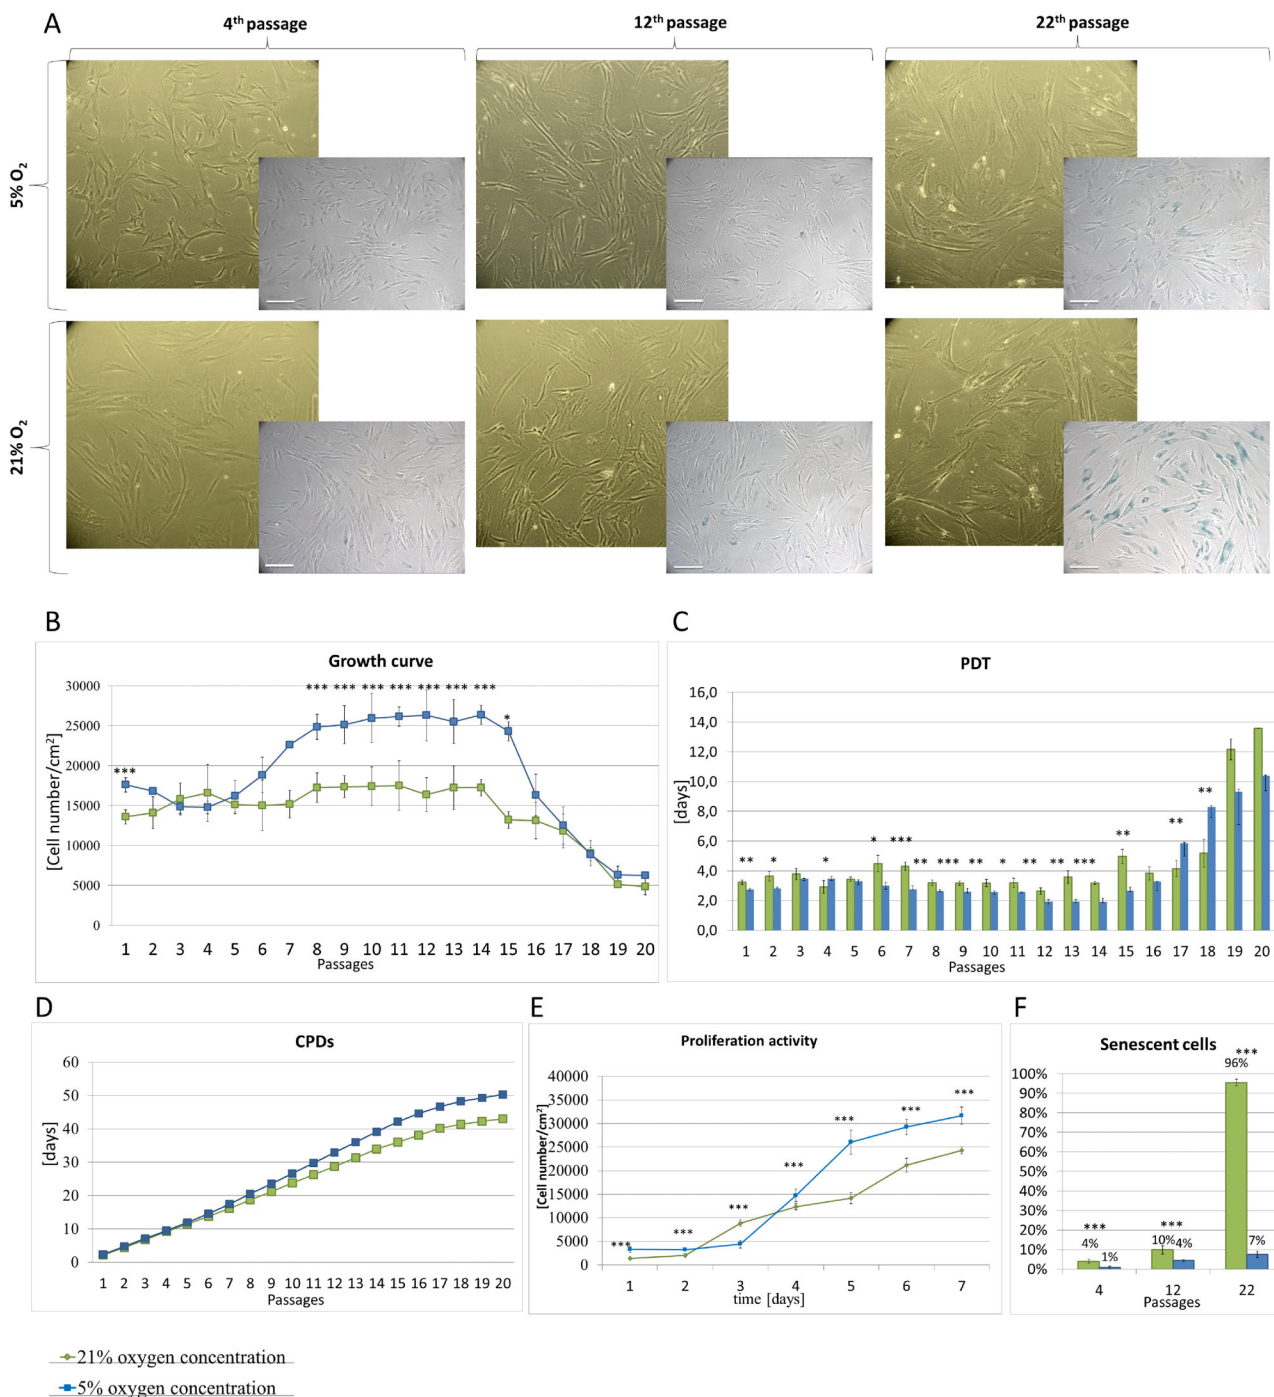 A
4th passage
12th passage
22th passage
5% O2
21% O2
B
Growth curve
[Cell number/cm2]
30000
25000
20000
15000
10000
5000
0
***
*** *** *** *** *** *** ***
*
1 2 3 4 5 6 7 8 9 10 11 12 13 14 15 16 17 18 19 20
Passages
C
PDT
[days]
16,0
14,0
12,0
10,0
8,0
6,0
4,0
2,0
0,0
** * * * *** ** *** ** * ** ** *** ** ** **
1 2 3 4 5 6 7 8 9 10 11 12 13 14 15 16 17 18 19 20
Passages
D
CPDs
[days]
60
50
40
30
20
10
0
1 2 3 4 5 6 7 8 9 10 11 12 13 14 15 16 17 18 19 20
Passages
E
Proliferation activity
[Cell number/cm2]
40000
35000
30000
25000
20000
15000
10000
5000
0
*** *** *** *** *** *** ***
1 2 3 4 5 6 7
time [days]
F
Senescent cells
100%
90%
80%
70%
60%
50%
40%
30%
20%
10%
0%
***
4% 1%
***
10% 4%
***
96%
7%
4 12 22
Passages
21% oxygen concentration
5% oxygen concentration